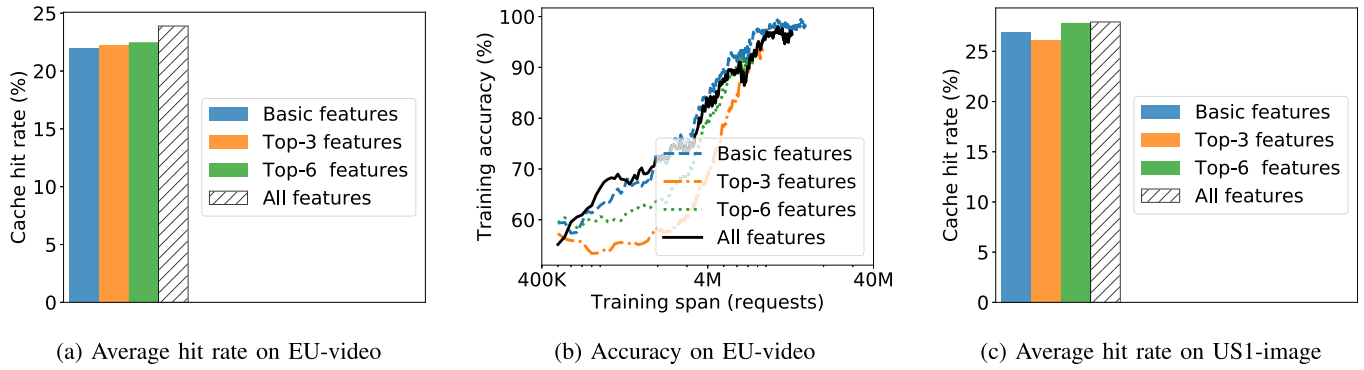 25
20
15
10
5
0
Cache hit rate (%)
Basic features
Top-3 features
Top-6 features
All features
(a) Average hit rate on EU-video
100
90
80
70
60
Training accuracy (%)
Basic features
Top-3 features
Top-6 features
All features
400K
4M
40M
Training span (requests)
(b) Accuracy on EU-video
25
20
15
10
5
0
Cache hit rate (%)
Basic features
Top-3 features
Top-6 features
All features
(c) Average hit rate on US1-image